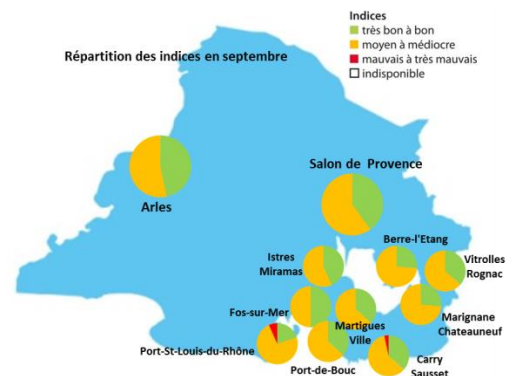 Indices
très bon à bon
moyen à médiocre
mauvais à très mauvais
indisponible
Répartition des indices en septembre
Salon de Provence
Arles
Berre-l'Etang
Istres
Miramas
Vitrolles
Rognac
Fos-sur-Mer
Martigues
Ville
Marignane
Chateauneuf
Port-St-Louis-du-Rhône
Port-de-Bouc
Carry
Sausset